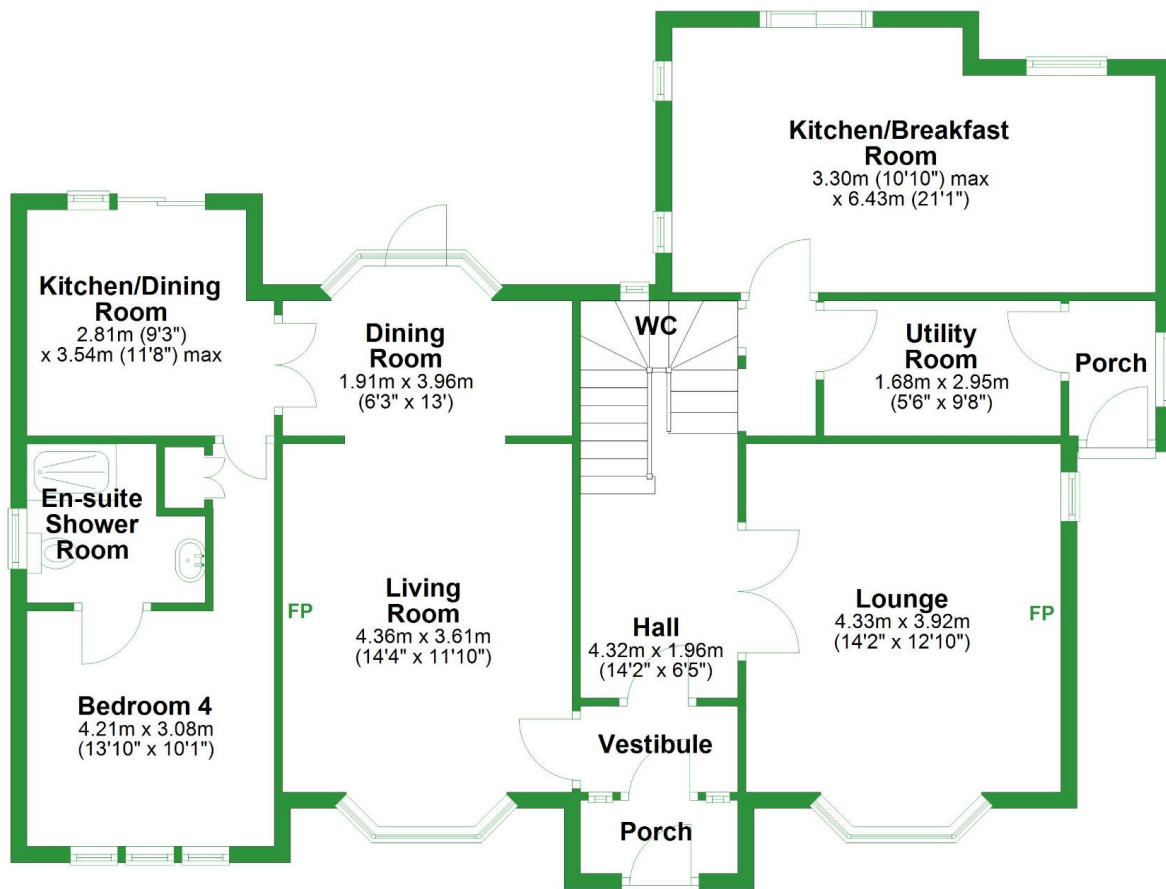 Kitchen/Breakfast
Room
3.30m (10'10") max
x 6.43m (21'1")
Kitchen/Dining
Room
2.81m (9'3")
x 3.54m (11'8") max
Dining
Room
1.91m x 3.96m
(6'3" x 13')
WC
Utility
Room
1.68m x 2.95m
(5'6" x 9'8")
Porch
En-suite
Shower
Room
FP
Living
Room
4.36m x 3.61m
(14'4" x 11'10")
Hall
4.32m x 1.96m
(14'2" x 6'5")
Lounge
4.33m x 3.92m
(14'2" x 12'10")
FP
Bedroom 4
4.21m x 3.08m
(13'10" x 10'1")
Vestibule
Porch